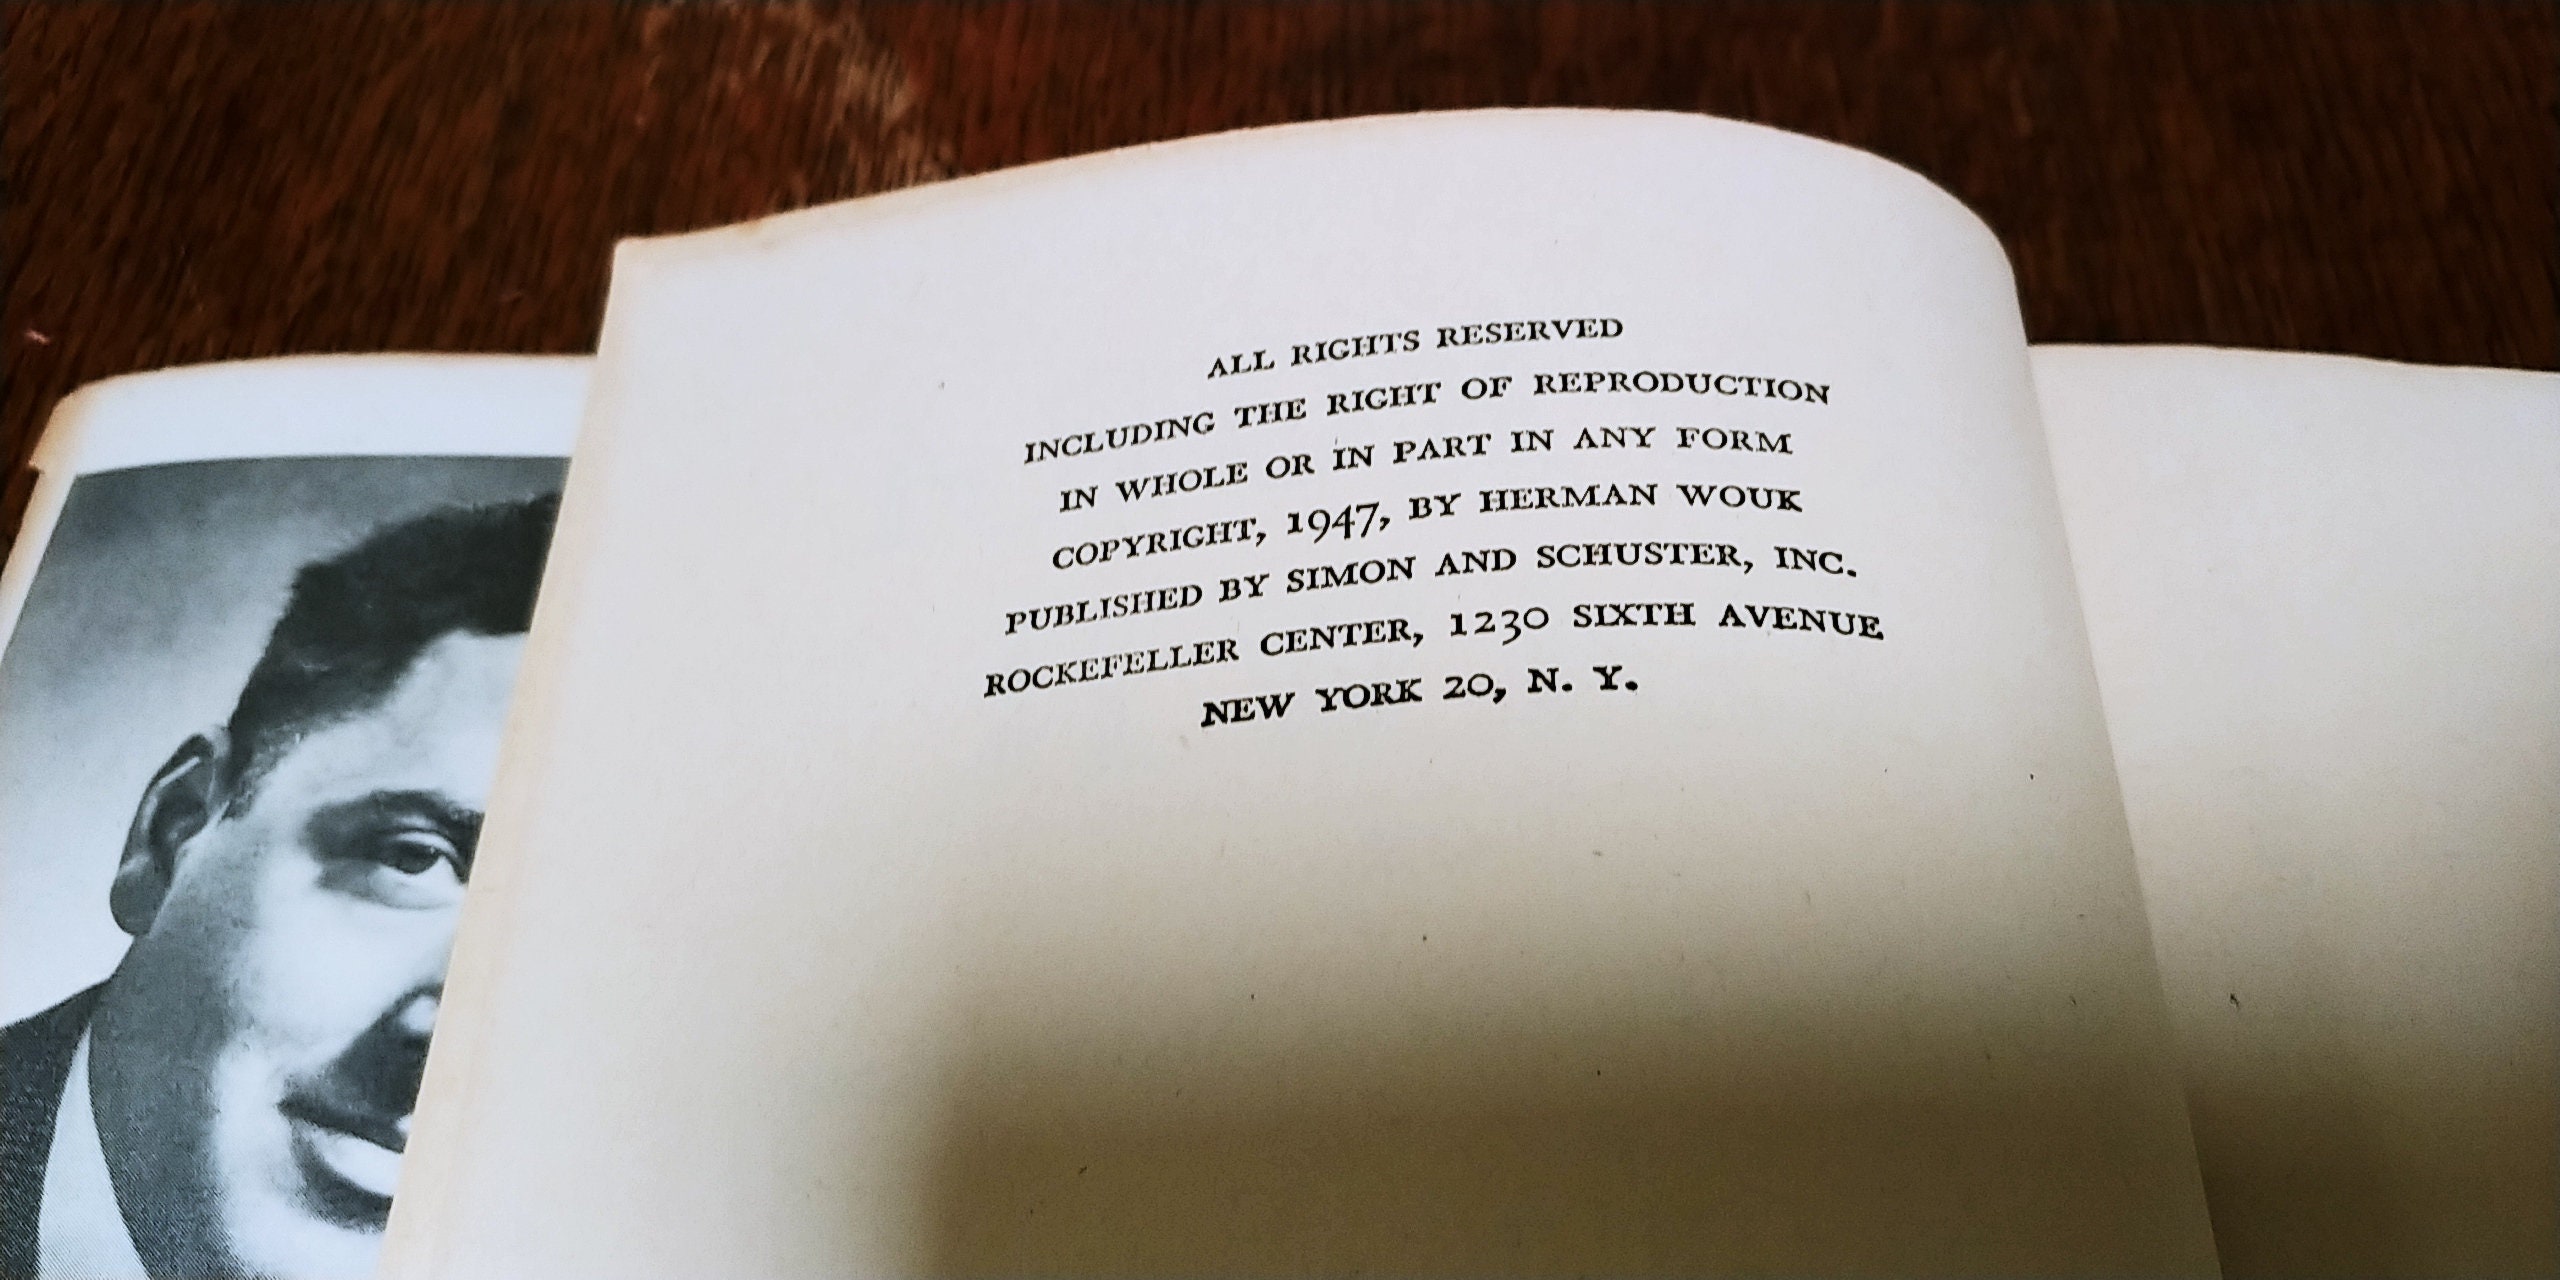 ALL RIGHTS RESERVED
INCLUDING THE RIGHT OF REPRODUCTION
IN WHOLE OR IN PART IN ANY FORM
COPYRIGHT, 1947, BY HERMAN WOUK
PUBLISHED BY SIMON AND SCHUSTER, INC.
ROCKEFELLER CENTER, 1230 SIXTH AVENUE
NEW YORK 20, N. Y.